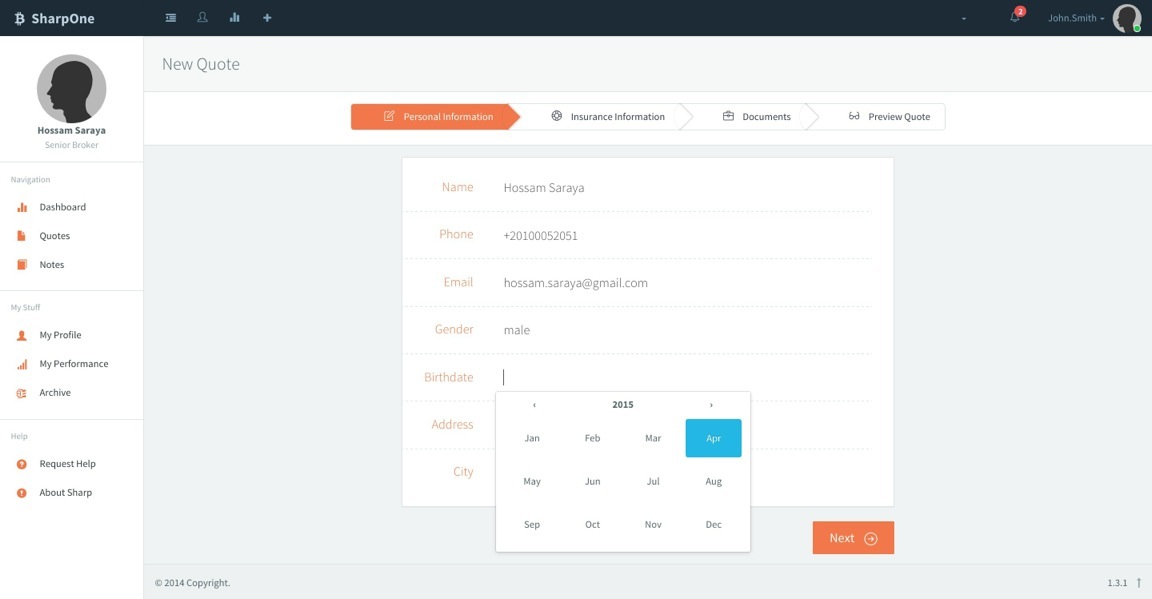 SharpOne
2
John.Smith
Hossam Saraya
Senior Broker
Navigation
Dashboard
Quotes
Notes
My Stuff
My Profile
My Performance
Archive
Help
Request Help
About Sharp
New Quote
Personal Information
Insurance Information
Documents
Preview Quote
Name Hossam Saraya
Phone +20100052051
Email hossam.saraya@gmail.com
Gender male
Birthdate
Address
City
‹ 2015 ›
Jan Feb Mar Apr
May Jun Jul Aug
Sep Oct Nov Dec
Next
© 2014 Copyright.
1.3.1